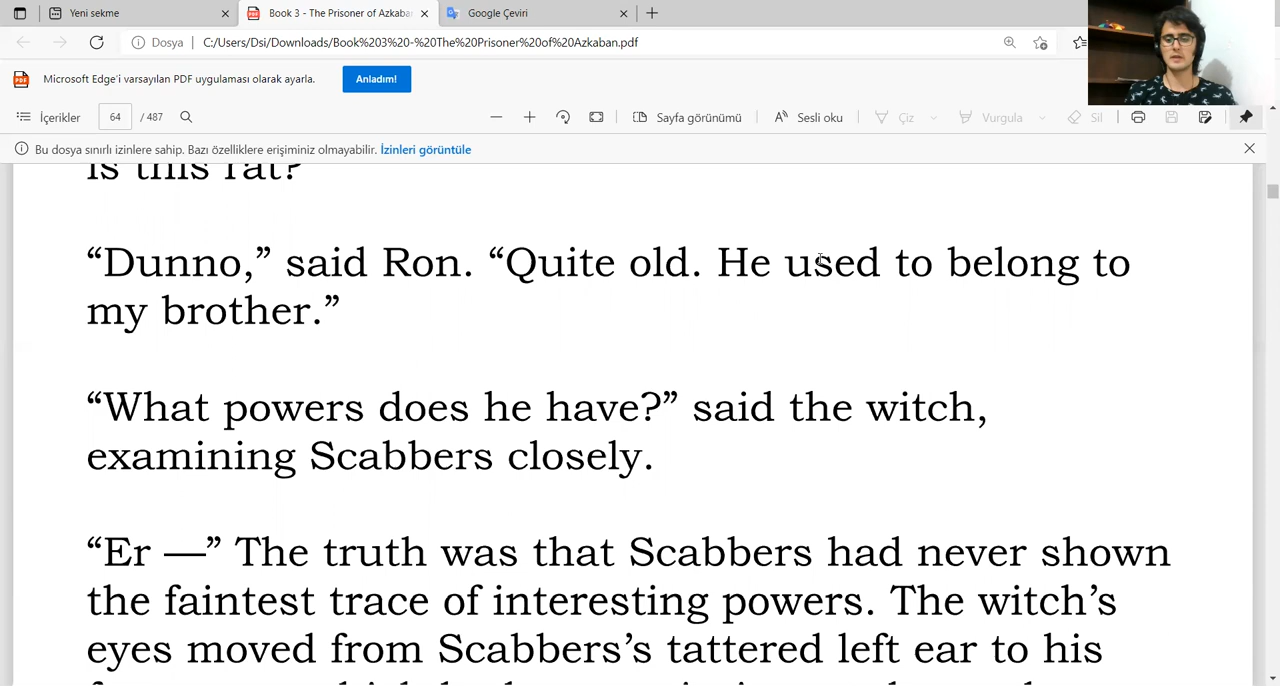 Yeni sekme
Book 3 - The Prisoner of Azkaban
Google Çeviri
Dosya C:/Users/Dsi/Downloads/Book%203%20-%20The%20Prisoner%20of%20Azkaban.pdf
Microsoft Edge'i varsayılan PDF uygulaması olarak ayarla. Anladım!
İçerikler 64 / 487 Sayfa görünümü Sesli oku Çiz Vurgula Sil
Bu dosya sınırlı izinlere sahip. Bazı özelliklere erişiminiz olmayabilir. İzinleri görüntüle
is this rat?
“Dunno,” said Ron. “Quite old. He used to belong to
my brother.”
“What powers does he have?” said the witch,
examining Scabbers closely.
“Er —” The truth was that Scabbers had never shown
the faintest trace of interesting powers. The witch’s
eyes moved from Scabbers’s tattered left ear to his